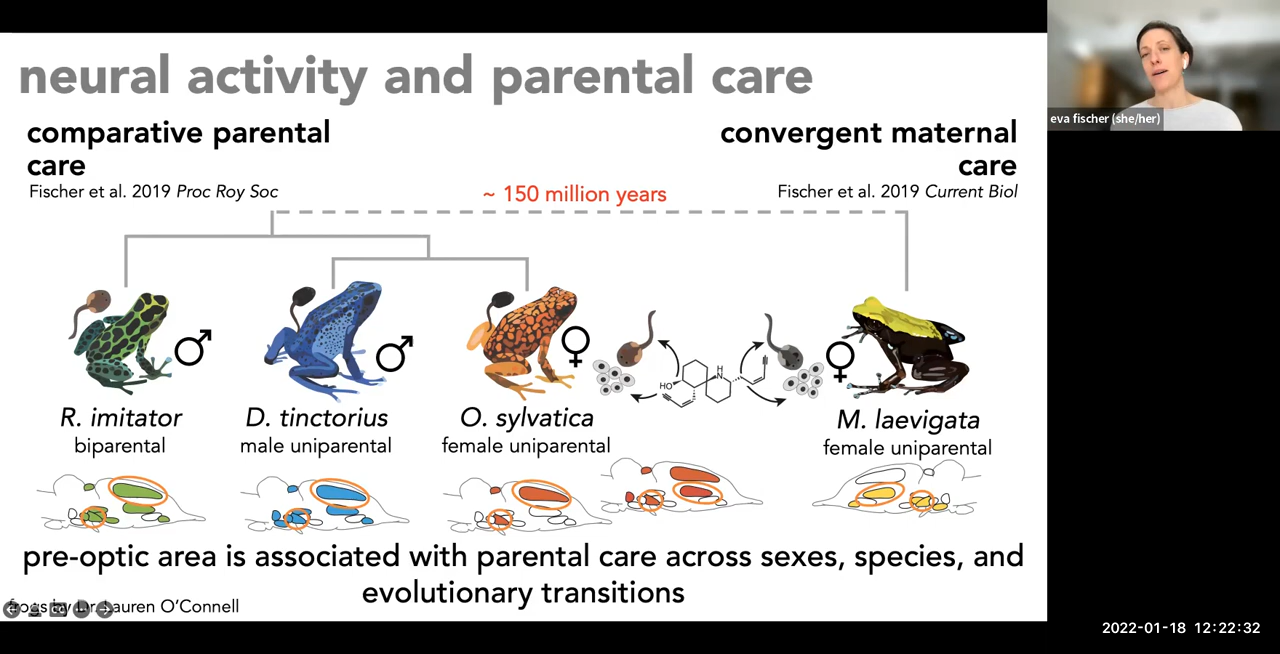 neural activity and parental care
comparative parental
care
Fischer et al. 2019 Proc Roy Soc
convergent maternal
care
Fischer et al. 2019 Current Biol
~ 150 million years
HO
H
N
R. imitator
biparental
D. tinctorius
male uniparental
O. sylvatica
female uniparental
M. laevigata
female uniparental
pre-optic area is associated with parental care across sexes, species, and
evolutionary transitions
frogs by Dr. Lauren O'Connell
eva fischer (she/her)
2022-01-18 12:22:32